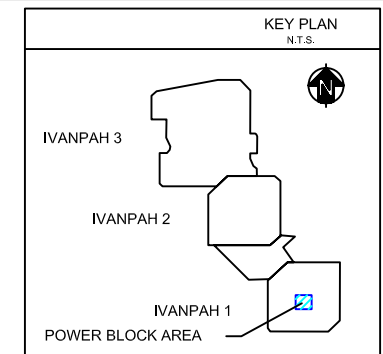 KEY PLAN
N.T.S.
N
IVANPAH 3
IVANPAH 2
IVANPAH 1
POWER BLOCK AREA